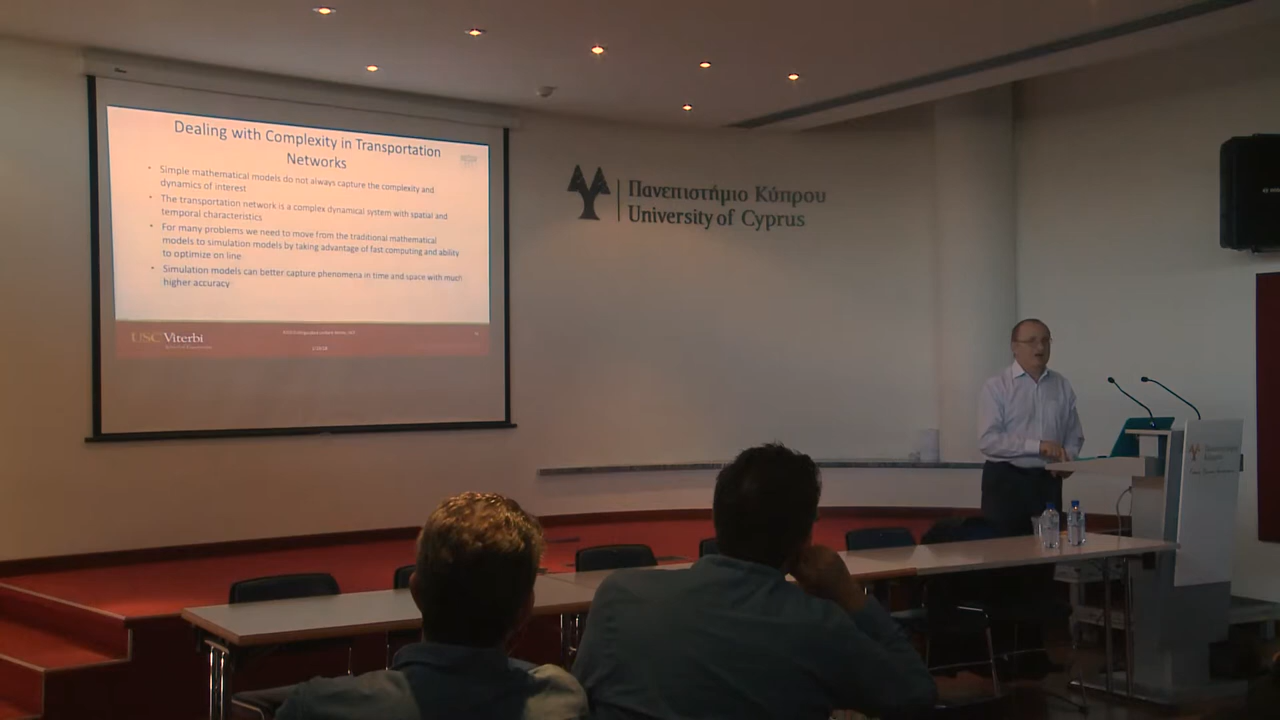 Dealing with Complexity in Transportation
Networks
• Simple mathematical models do not always capture the complexity and
dynamics of interest
• The transportation network is a complex dynamical system with spatial and
temporal characteristics
• For many problems we need to move from the traditional mathematical
models to simulation models by taking advantage of fast computing and ability
to optimize on line
• Simulation models can better capture phenomena in time and space with much
higher accuracy
USC Viterbi
Πανεπιστήμιο Κύπρου
University of Cyprus